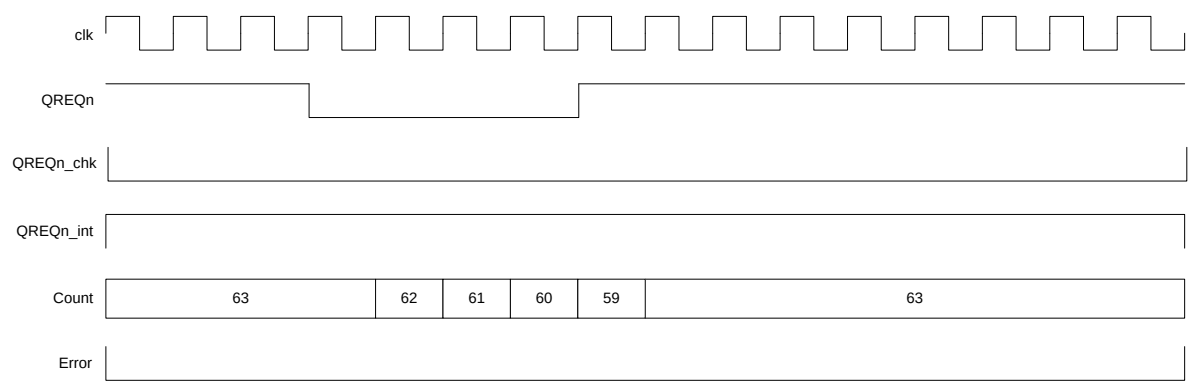 clk
QREQn
QREQn_chk
QREQn_int
Count 63 62 61 60 59 63
Error